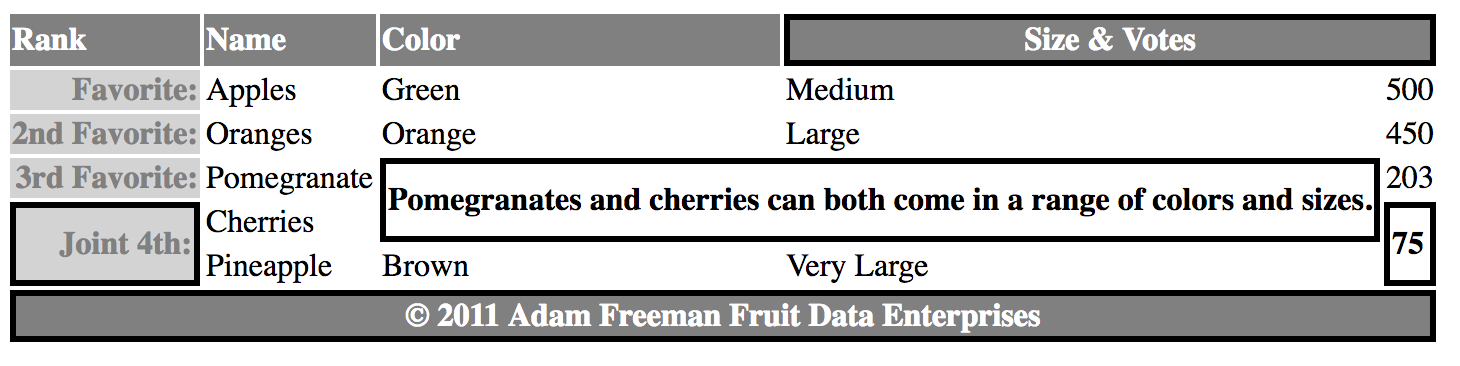 Rank Name Color Size & Votes
Favorite: Apples Green Medium 500
2nd Favorite: Oranges Orange Large 450
3rd Favorite: Pomegranate 203
Pomegranates and cherries can both come in a range of colors and sizes.
Cherries
Joint 4th: 75
Pineapple Brown Very Large
© 2011 Adam Freeman Fruit Data Enterprises